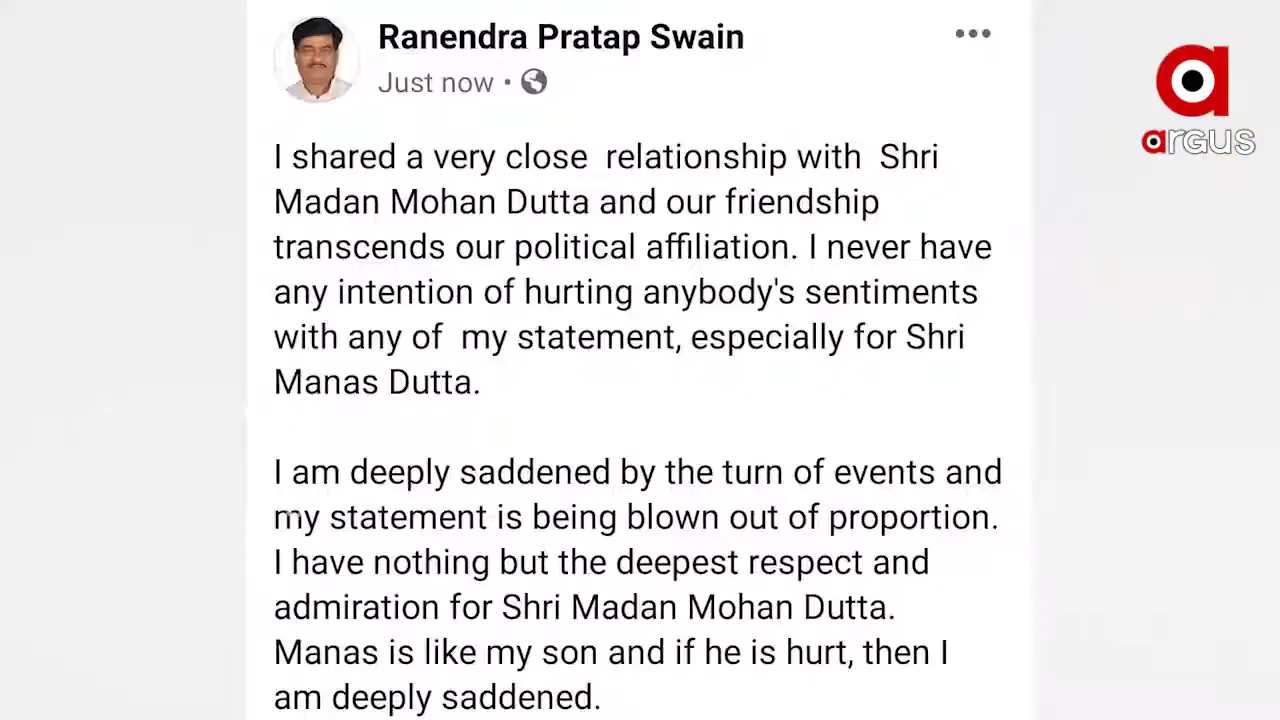 Ranendra Pratap Swain
Just now •
argus
I shared a very close relationship with Shri
Madan Mohan Dutta and our friendship
transcends our political affiliation. I never have
any intention of hurting anybody's sentiments
with any of my statement, especially for Shri
Manas Dutta.
I am deeply saddened by the turn of events and
my statement is being blown out of proportion.
I have nothing but the deepest respect and
admiration for Shri Madan Mohan Dutta.
Manas is like my son and if he is hurt, then I
am deeply saddened.